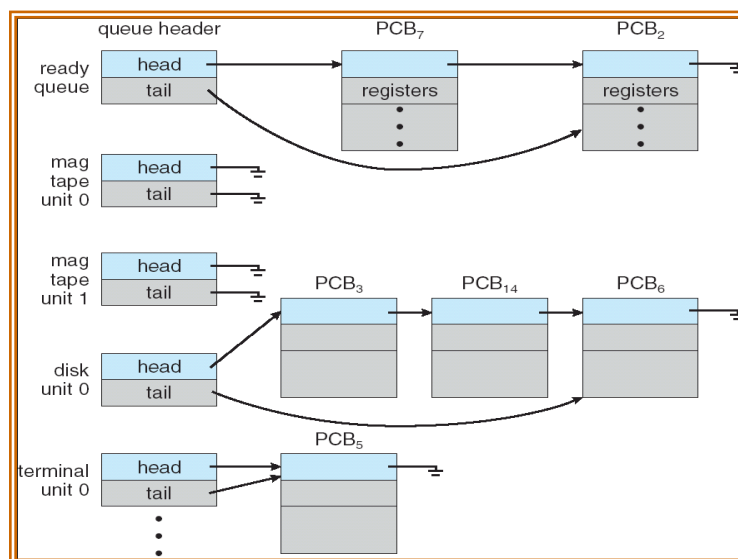 queue header
PCB₇
PCB₂
ready
queue
head
tail
registers
registers
mag
tape
unit 0
head
tail
mag
tape
unit 1
head
tail
PCB₃
PCB₁₄
PCB₆
disk
unit 0
head
tail
PCB₅
terminal
unit 0
head
tail